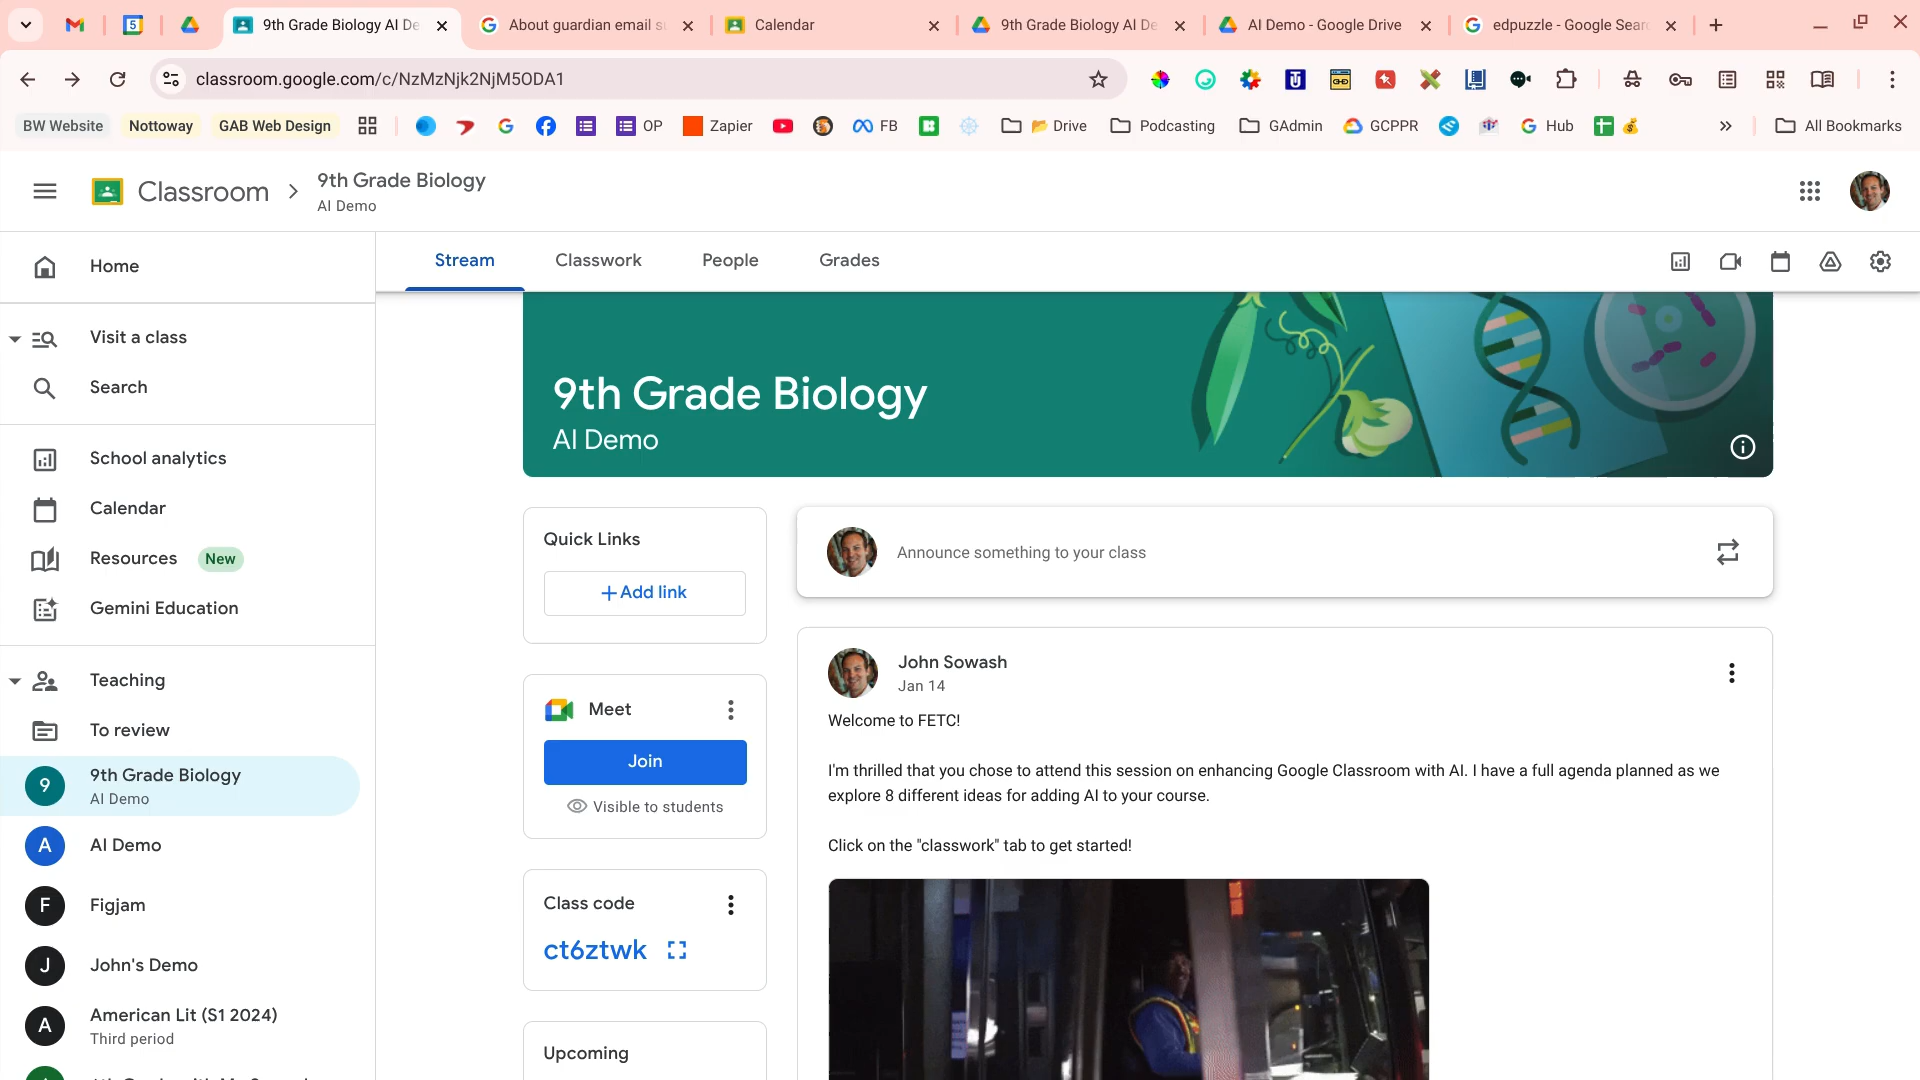 9th Grade Biology AI De
About guardian email s
Calendar
9th Grade Biology AI De
AI Demo - Google Drive
edpuzzle - Google Sear
classroom.google.com/c/NzMzNjk2NjM5ODA1
BW Website
Nottoway
GAB Web Design
OP
Zapier
FB
Drive
Podcasting
GAdmin
GCPPR
Hub
All Bookmarks
Classroom
9th Grade Biology
AI Demo
Home
Visit a class
Search
School analytics
Calendar
Resources New
Gemini Education
Teaching
To review
9
9th Grade Biology
AI Demo
A
AI Demo
F
Figjam
J
John's Demo
A
American Lit (S1 2024)
Third period
Stream
Classwork
People
Grades
9th Grade Biology
AI Demo
Quick Links
+ Add link
Meet
Join
Visible to students
Class code
ct6ztwk
Upcoming
Announce something to your class
John Sowash
Jan 14
Welcome to FETC!
I'm thrilled that you chose to attend this session on enhancing Google Classroom with AI. I have a full agenda planned as we
explore 8 different ideas for adding AI to your course.
Click on the "classwork" tab to get started!